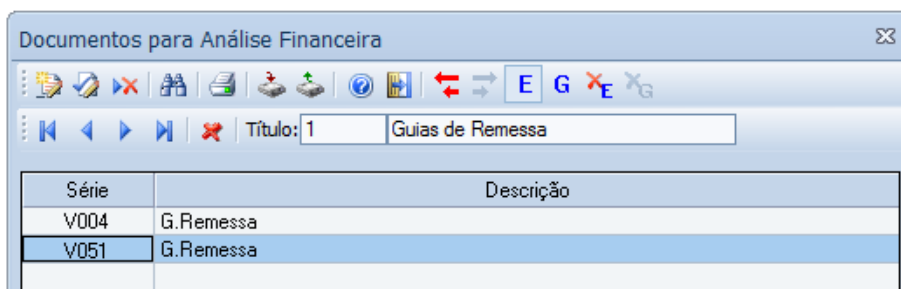 Documentos para Análise Financeira
E G E G
Título: 1 Guias de Remessa
Série Descrição
V004 G.Remessa
V051 G.Remessa